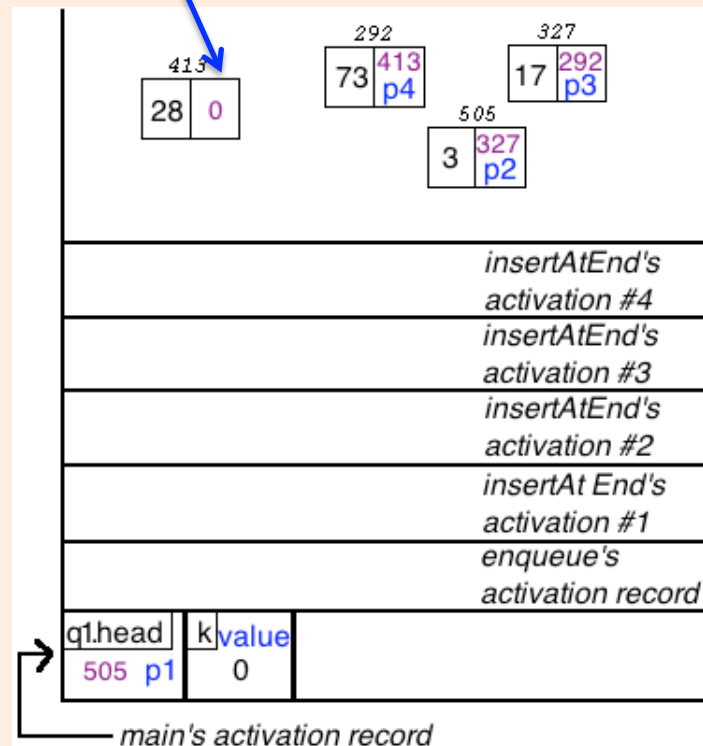 292
327
413
73 413
p4
17 292
p3
28 0
505
3 327
p2
insertAtEnd's
activation #4
insertAtEnd's
activation #3
insertAtEnd's
activation #2
insertAt End's
activation #1
enqueue's
activation record
q1.head k value
505 p1 0
main's activation record